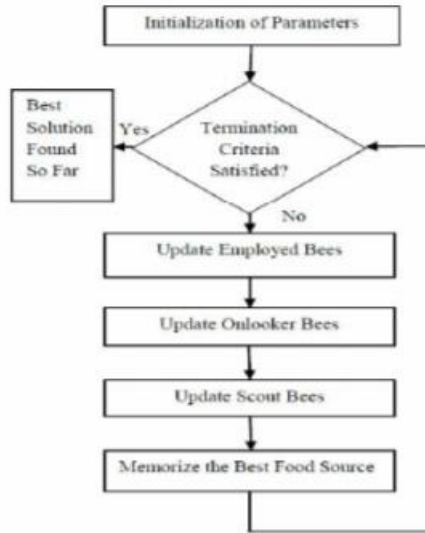 Initialization of Parameters
Best
Solution
Found
So Far
Yes
Termination
Criteria
Satisfied?
No
Update Employed Bees
Update Onlooker Bees
Update Scout Bees
Memorize the Best Food Source